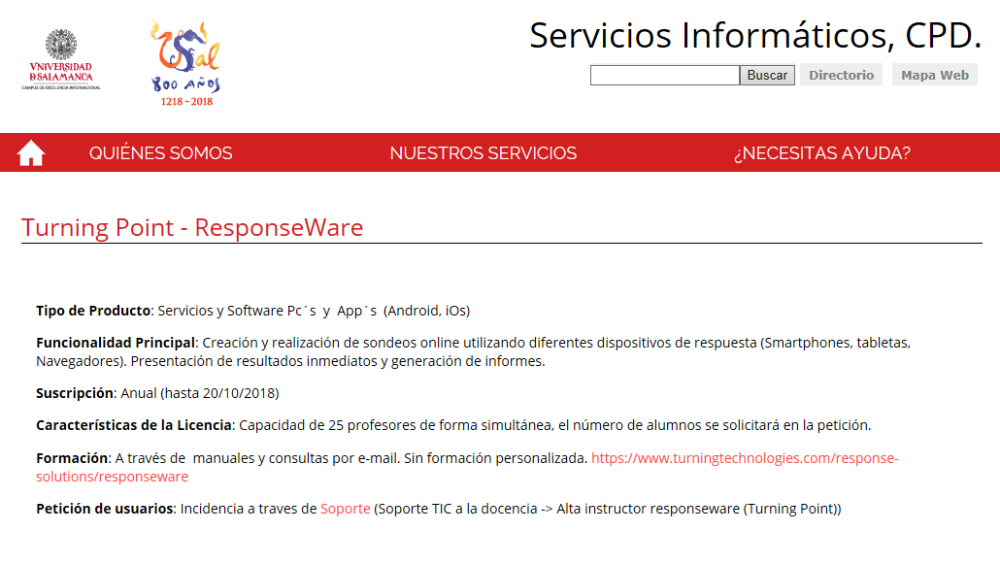 VNiVERSiDAD
D SALAMANCA
CAMPUS DE EXCELENCIA INTERNACIONAL
USal
800 AÑOS
1218 ~ 2018
Servicios Informáticos, CPD.
Buscar Directorio Mapa Web
QUIÉNES SOMOS NUESTROS SERVICIOS ¿NECESITAS AYUDA?
Turning Point - ResponseWare
Tipo de Producto: Servicios y Software Pc´s y App´s (Android, iOs)
Funcionalidad Principal: Creación y realización de sondeos online utilizando diferentes dispositivos de respuesta (Smartphones, tabletas,
Navegadores). Presentación de resultados inmediatos y generación de informes.
Suscripción: Anual (hasta 20/10/2018)
Características de la Licencia: Capacidad de 25 profesores de forma simultánea, el número de alumnos se solicitará en la petición.
Formación: A través de manuales y consultas por e-mail. Sin formación personalizada. https://www.turningtechnologies.com/response-
solutions/responseware
Petición de usuarios: Incidencia a traves de Soporte (Soporte TIC a la docencia -> Alta instructor responseware (Turning Point))